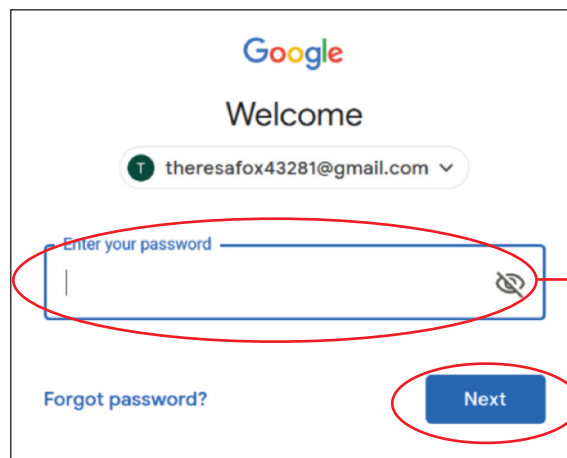 Google
Welcome
T theresafox43281@gmail.com
Enter your password
Forgot password? Next